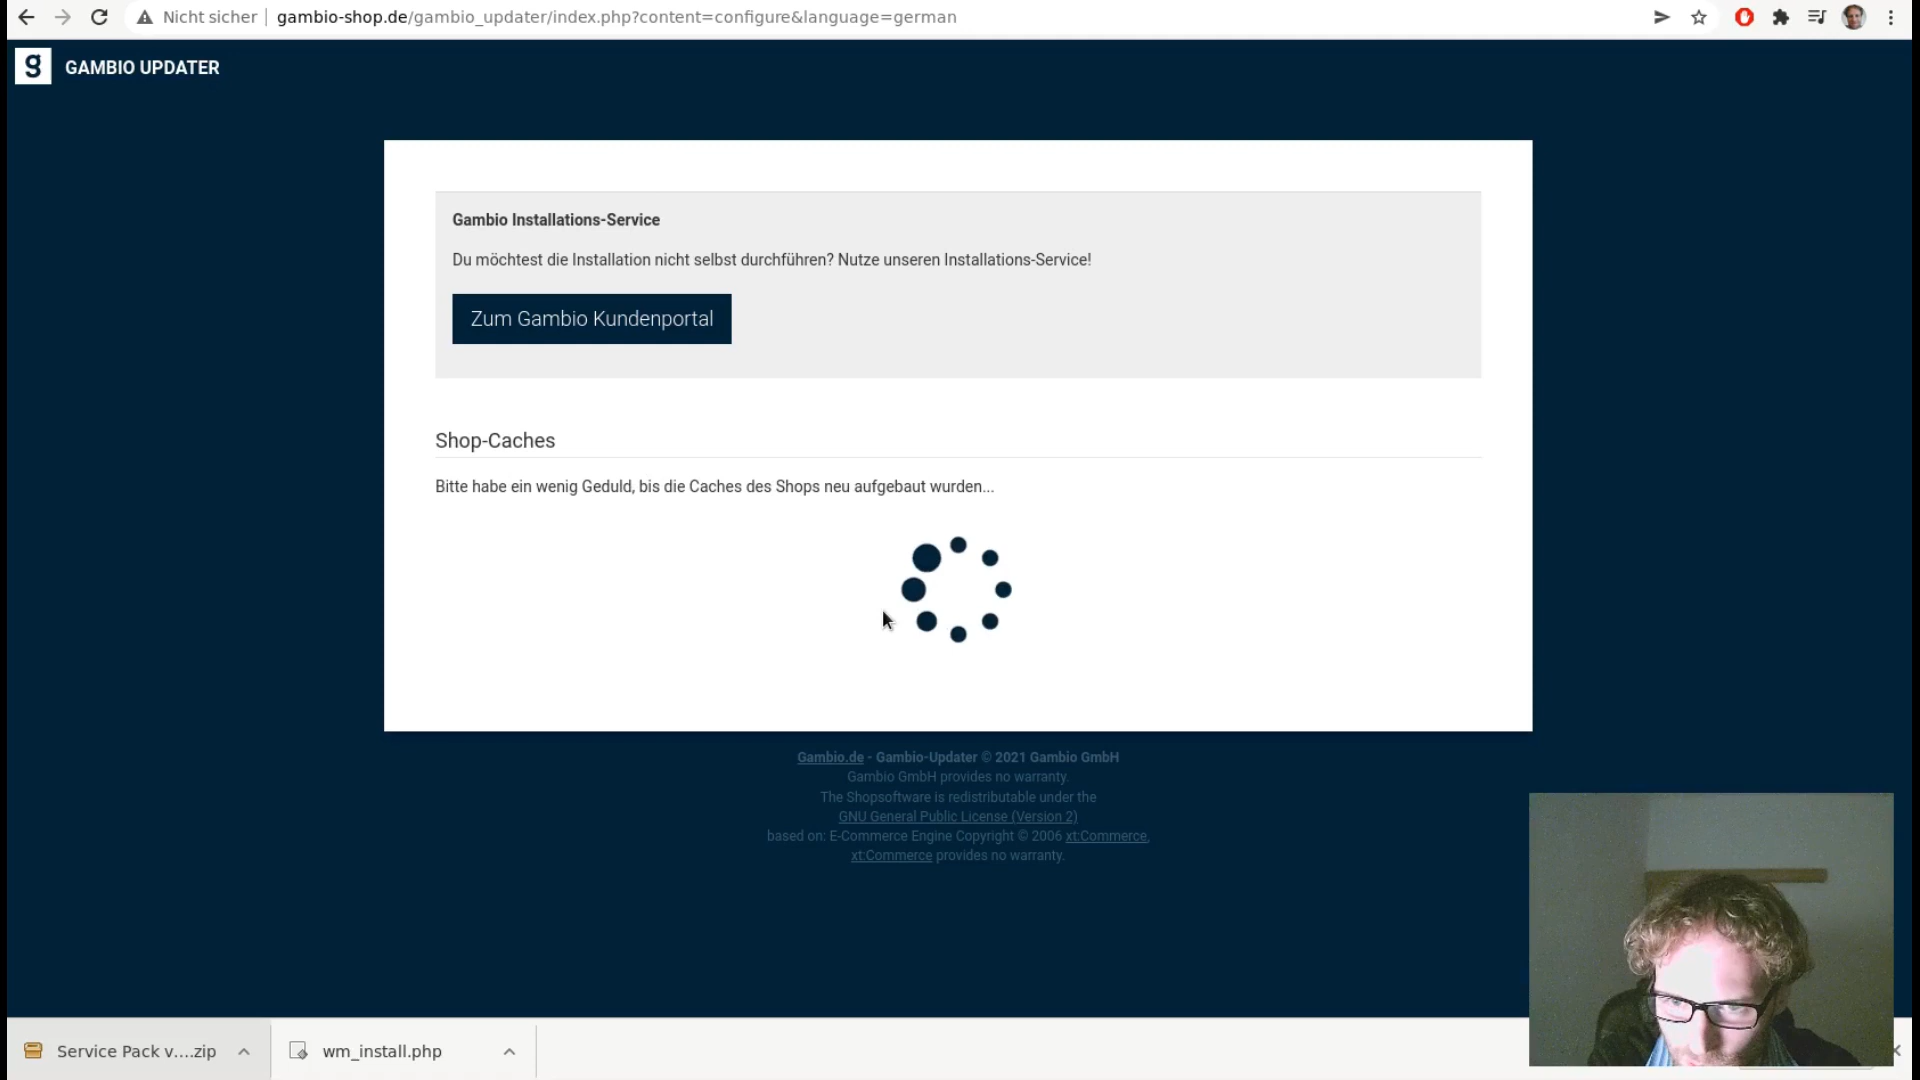 Nicht sicher
gambio-shop.de/gambio_updater/index.php?content=configure&language=german
g
GAMBIO UPDATER
Gambio Installations-Service
Du möchtest die Installation nicht selbst durchführen? Nutze unseren Installations-Service!
Zum Gambio Kundenportal
Shop-Caches
Bitte habe ein wenig Geduld, bis die Caches des Shops neu aufgebaut wurden...
Gambio.de - Gambio-Updater © 2021 Gambio GmbH
Gambio GmbH provides no warranty.
The Shopsoftware is redistributable under the
GNU General Public License (Version 2)
based on: E-Commerce Engine Copyright © 2006 xt:Commerce,
xt:Commerce provides no warranty.
Service Pack v....zip
wm_install.php